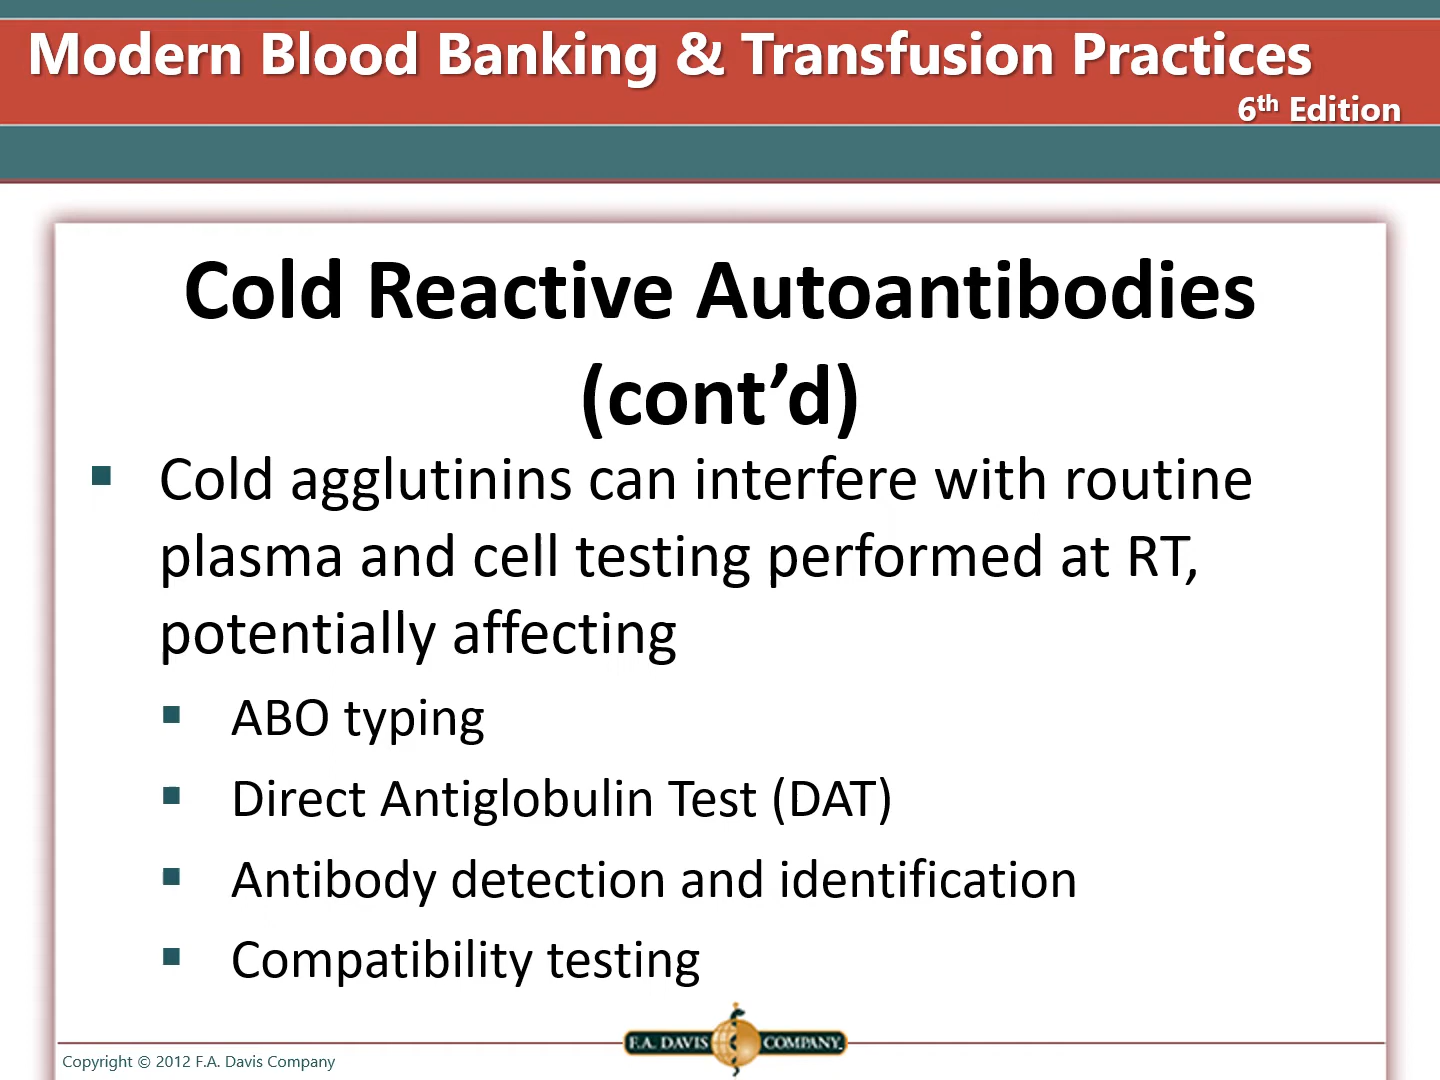 Modern Blood Banking & Transfusion Practices
6th Edition
Cold Reactive Autoantibodies
(cont’d)
▪ Cold agglutinins can interfere with routine
plasma and cell testing performed at RT,
potentially affecting
▪ ABO typing
▪ Direct Antiglobulin Test (DAT)
▪ Antibody detection and identification
▪ Compatibility testing
F.A. DAVIS COMPANY.
Copyright © 2012 F.A. Davis Company